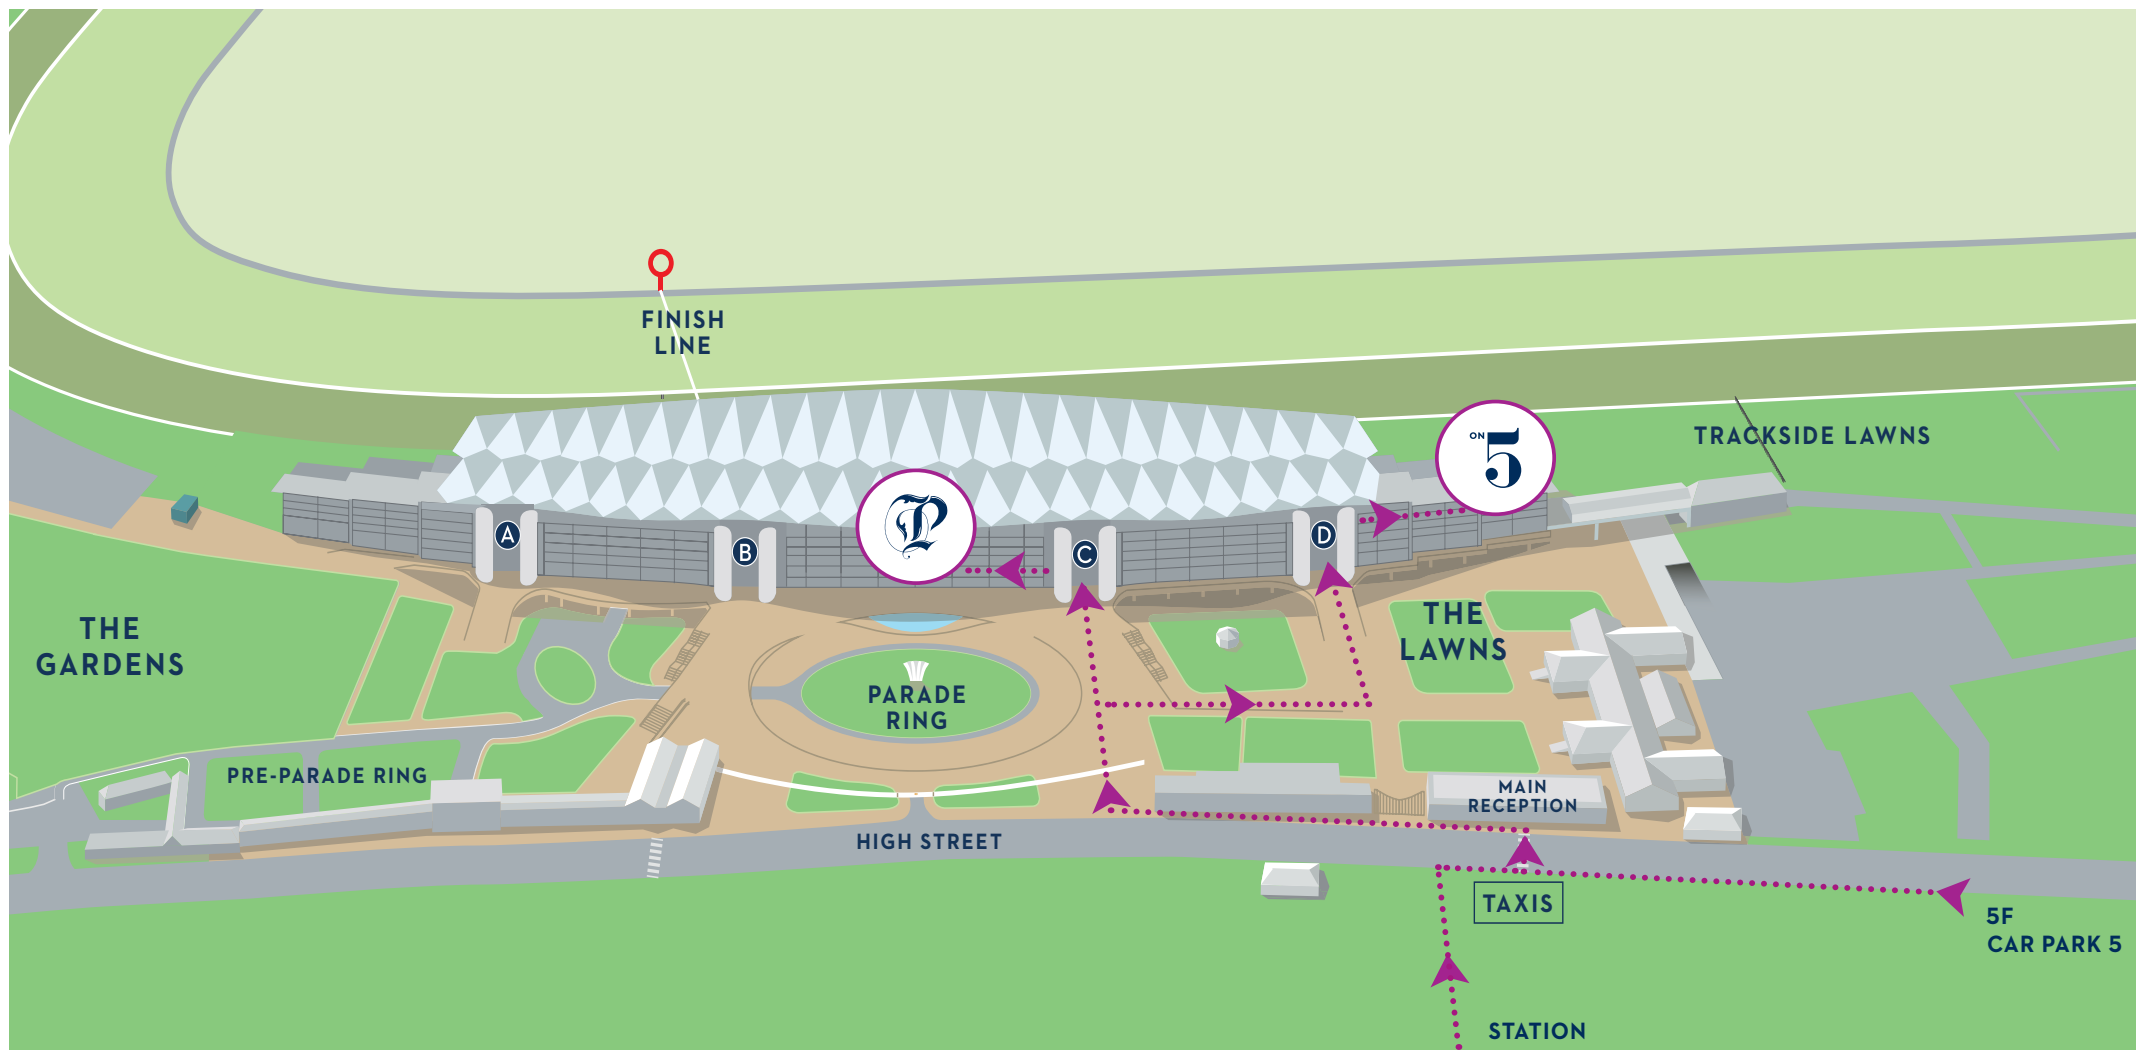 FINISH
LINE
ON
5
TRACKSIDE LAWNS
A
B
P
C
D
THE
GARDENS
THE
LAWNS
PARADE
RING
PRE-PARADE RING
MAIN
RECEPTION
HIGH STREET
TAXIS
5F
CAR PARK 5
STATION